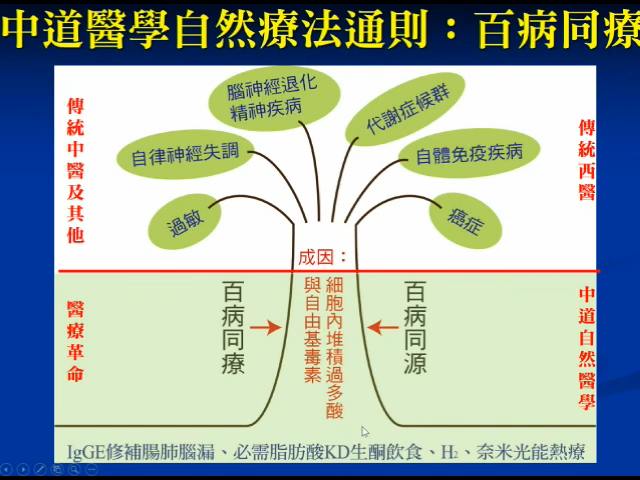 中道醫學自然療法通則：百病同療
腦神經退化
精神疾病
代謝症候群
自律神經失調
自體免疫疾病
過敏
癌症
傳統中醫及其他
傳統西醫
成因：
細胞內堆積過多酸
與自由基毒素
百病同療
百病同源
醫療革命
中道自然醫學
IgGE修補腸肺腦漏、必需脂肪酸KD生酮飲食、H₂、奈米光能熱療